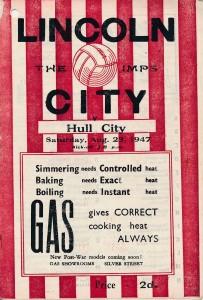 LINCOLN
THE IMPS
CITY
v
Hull City
Saturday, Aug. 23, 1947
Kick-off
Simmering needs Controlled heat
Baking needs Exact heat
Boiling needs Instant heat
GAS
gives CORRECT
cooking heat
ALWAYS
New Post-War models coming soon!
GAS SHOWROOMS SILVER STREET
Price - 2d.